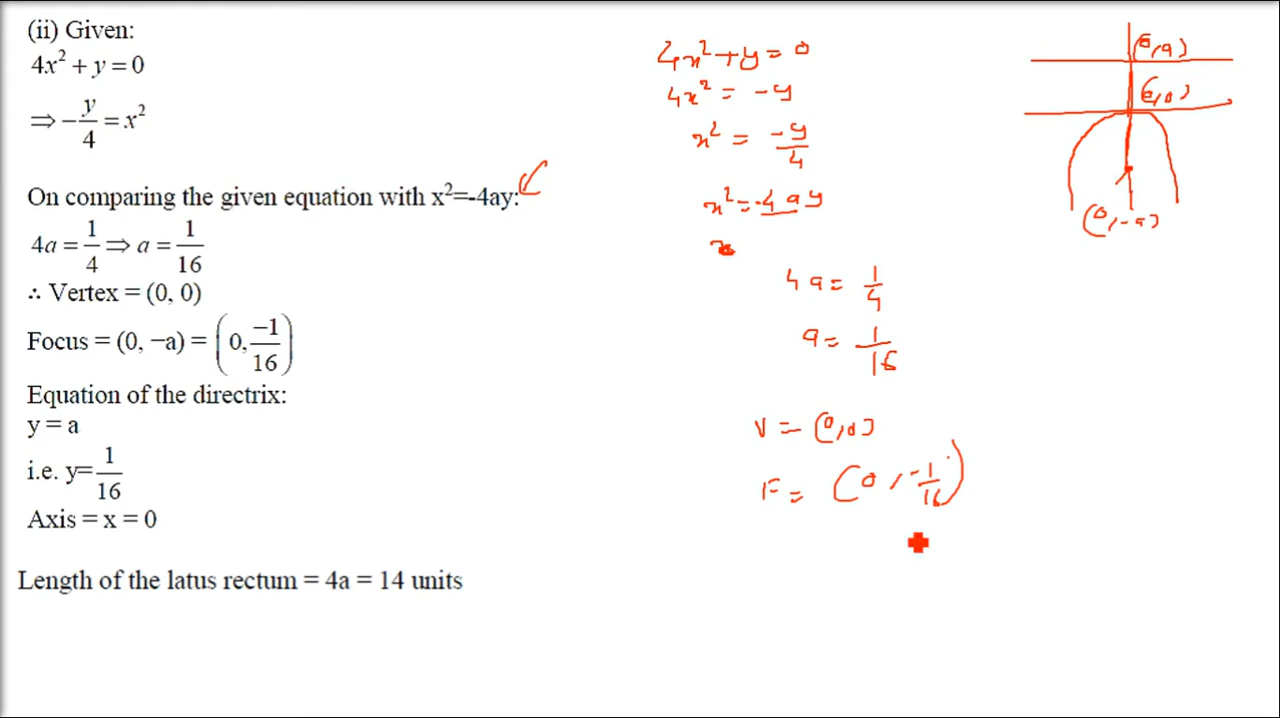 (ii) Given:
4x² + y = 0
⇒ -y/4 = x²
On comparing the given equation with x²=-4ay:
4a = 1/4 ⇒ a = 1/16
∴ Vertex = (0, 0)
Focus = (0, −a) = (0, −1/16)
Equation of the directrix:
y = a
i.e. y= 1/16
Axis = x = 0
Length of the latus rectum = 4a = 14 units
4x² + y = 0
4x² = -y
x² = -y/4
x² = -4ay
4a = 1/4
a = 1/16
V = (0,0)
F = (0, -1/16)
(0,a)
(0,0)
(0,-a)